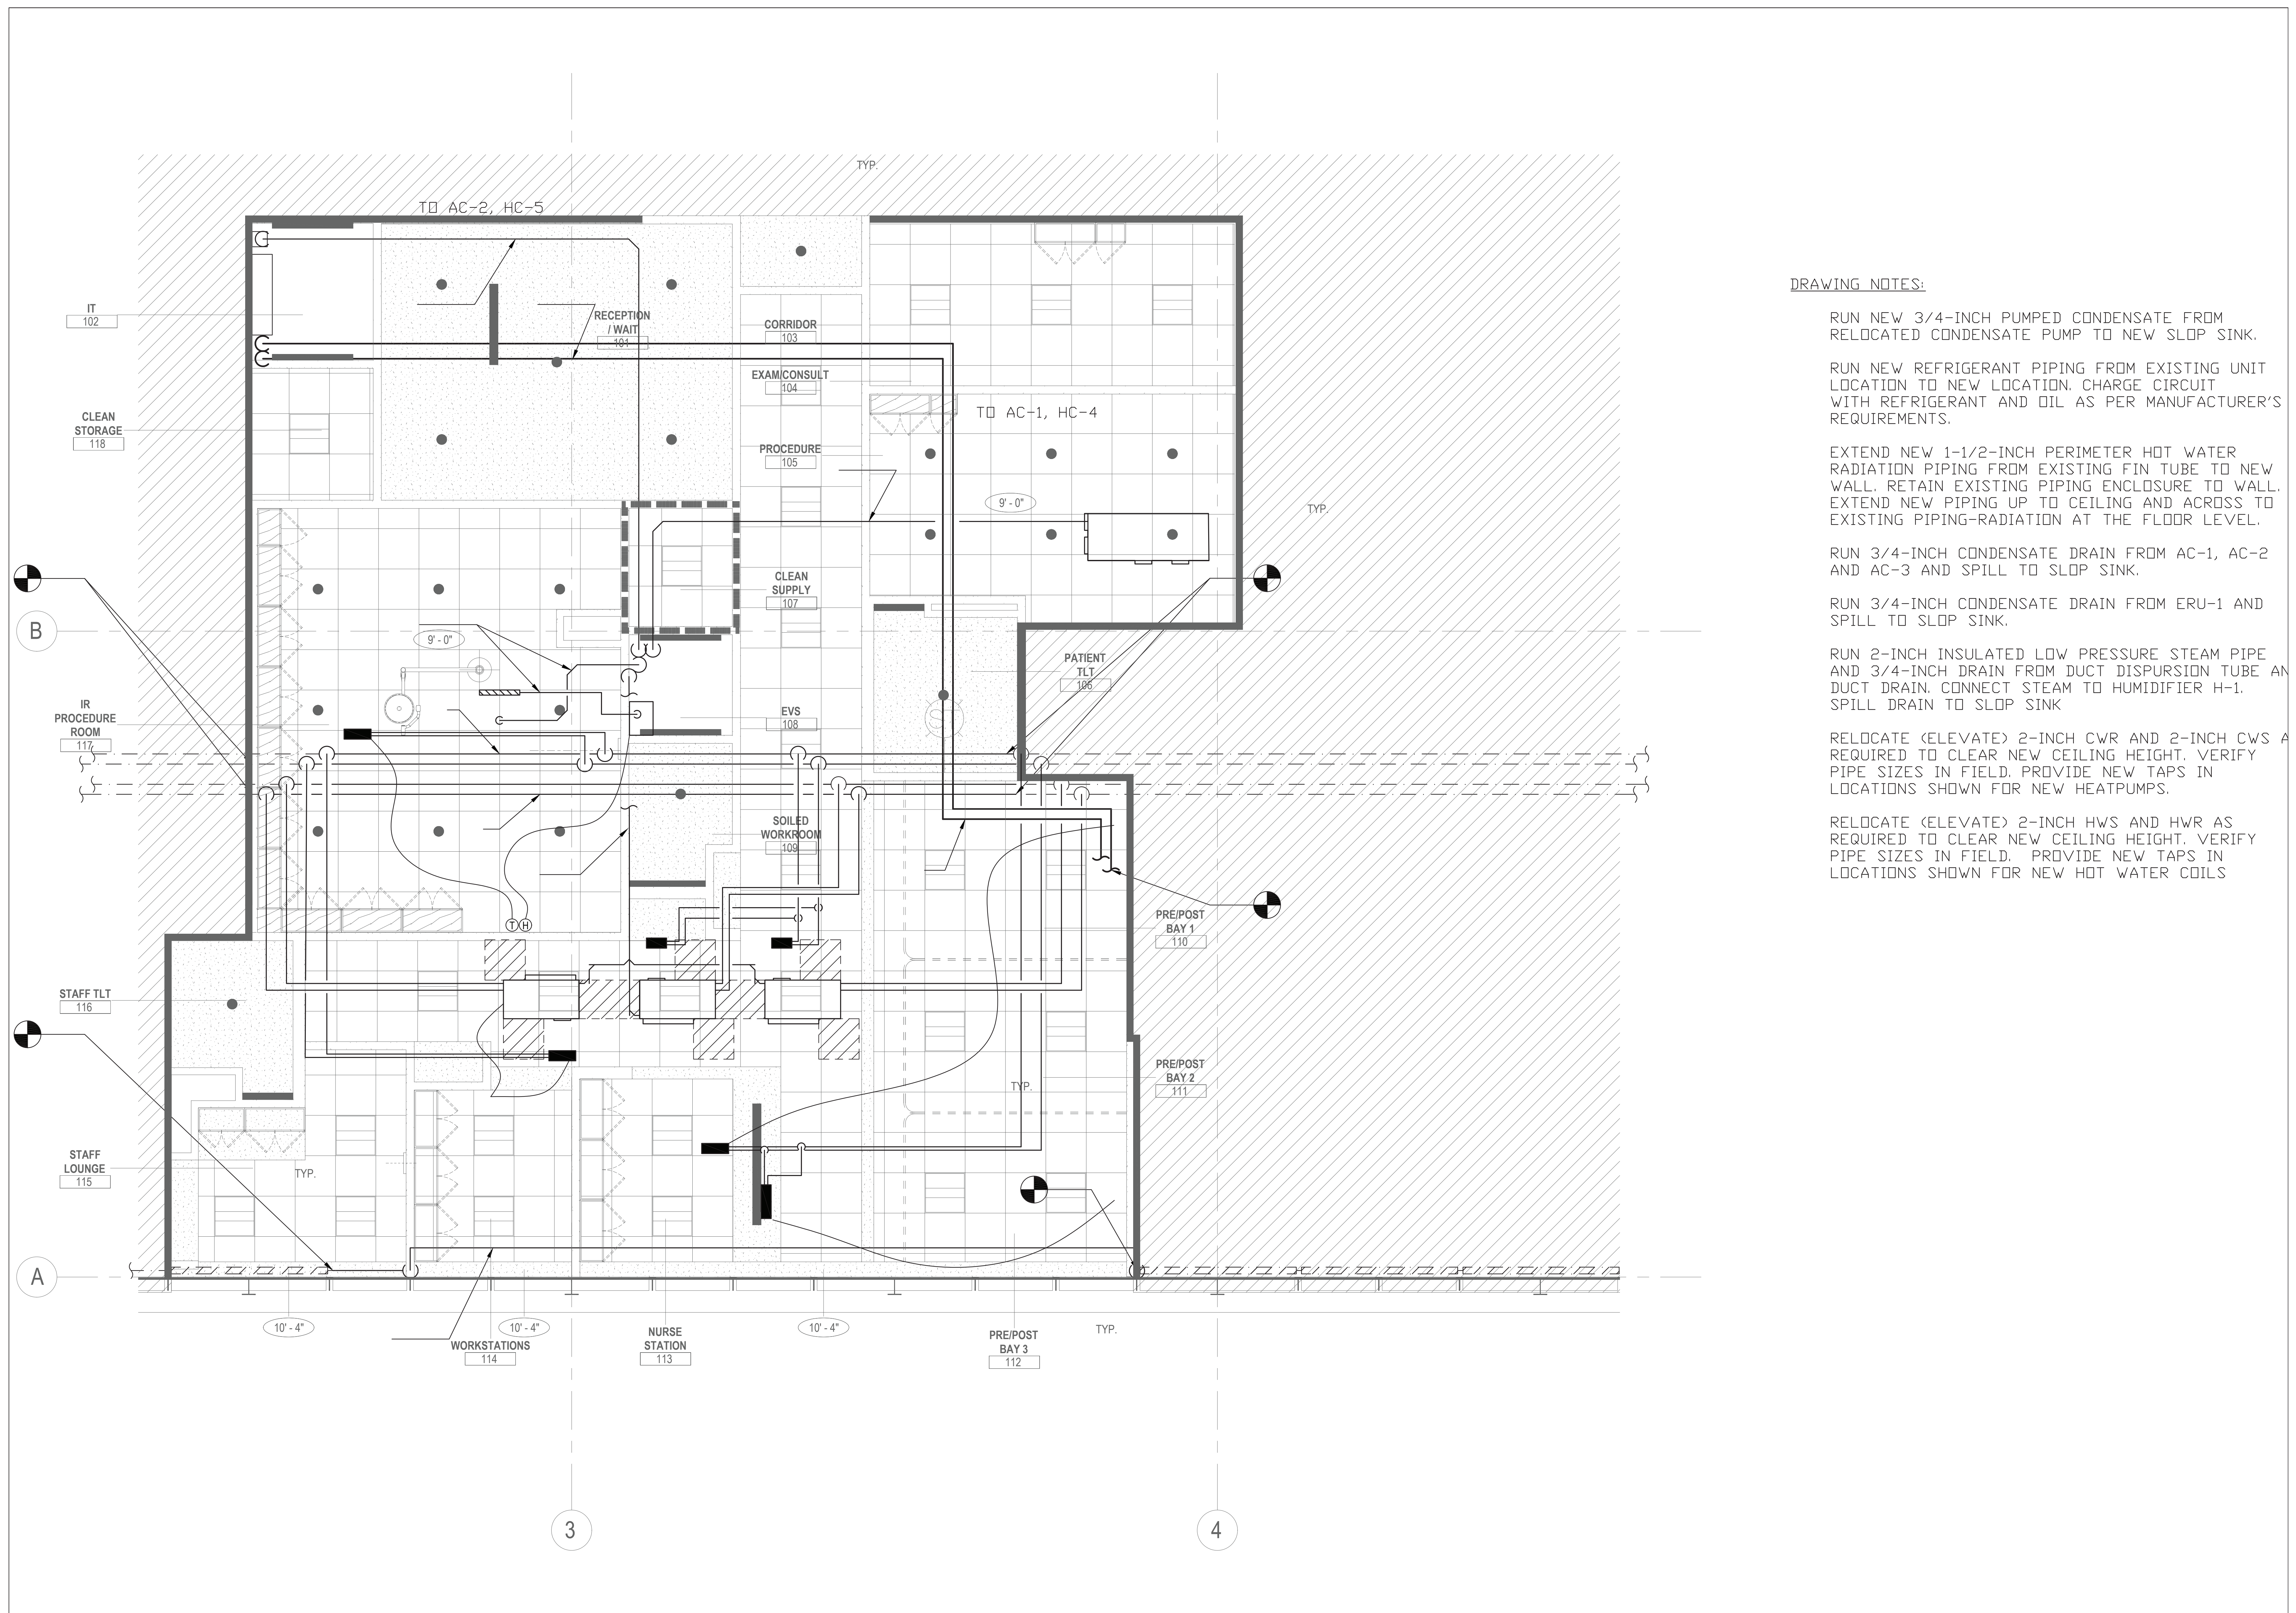 TYP.
TO AC-2, HC-5
IT
102
RECEPTION
/ WAIT
101
CORRIDOR
103
EXAM/CONSULT
104
CLEAN
STORAGE
118
TO AC-1, HC-4
PROCEDURE
105
9' - 0"
TYP.
CLEAN
SUPPLY
107
B
9' - 0"
PATIENT
TLT
106
IR
PROCEDURE
ROOM
117
EVS
108
SD
SOILED
WORKROOM
109
T
H
PRE/POST
BAY 1
110
STAFF TLT
116
PRE/POST
BAY 2
111
TYP.
STAFF
LOUNGE
115
TYP.
A
10' - 4"
10' - 4"
10' - 4"
WORKSTATIONS
114
NURSE
STATION
113
PRE/POST
BAY 3
112
TYP.
3
4
DRAWING NOTES:
RUN NEW 3/4-INCH PUMPED CONDENSATE FROM
RELOCATED CONDENSATE PUMP TO NEW SLOP SINK.
RUN NEW REFRIGERANT PIPING FROM EXISTING UNIT
LOCATION TO NEW LOCATION. CHARGE CIRCUIT
WITH REFRIGERANT AND OIL AS PER MANUFACTURER'S
REQUIREMENTS.
EXTEND NEW 1-1/2-INCH PERIMETER HOT WATER
RADIATION PIPING FROM EXISTING FIN TUBE TO NEW
WALL. RETAIN EXISTING PIPING ENCLOSURE TO WALL.
EXTEND NEW PIPING UP TO CEILING AND ACROSS TO
EXISTING PIPING-RADIATION AT THE FLOOR LEVEL.
RUN 3/4-INCH CONDENSATE DRAIN FROM AC-1, AC-2
AND AC-3 AND SPILL TO SLOP SINK.
RUN 3/4-INCH CONDENSATE DRAIN FROM ERU-1 AND
SPILL TO SLOP SINK.
RUN 2-INCH INSULATED LOW PRESSURE STEAM PIPE
AND 3/4-INCH DRAIN FROM DUCT DISPURSION TUBE AN
DUCT DRAIN. CONNECT STEAM TO HUMIDIFIER H-1.
SPILL DRAIN TO SLOP SINK
RELOCATE (ELEVATE) 2-INCH CWR AND 2-INCH CWS A
REQUIRED TO CLEAR NEW CEILING HEIGHT. VERIFY
PIPE SIZES IN FIELD. PROVIDE NEW TAPS IN
LOCATIONS SHOWN FOR NEW HEATPUMPS.
RELOCATE (ELEVATE) 2-INCH HWS AND HWR AS
REQUIRED TO CLEAR NEW CEILING HEIGHT. VERIFY
PIPE SIZES IN FIELD. PROVIDE NEW TAPS IN
LOCATIONS SHOWN FOR NEW HOT WATER COILS